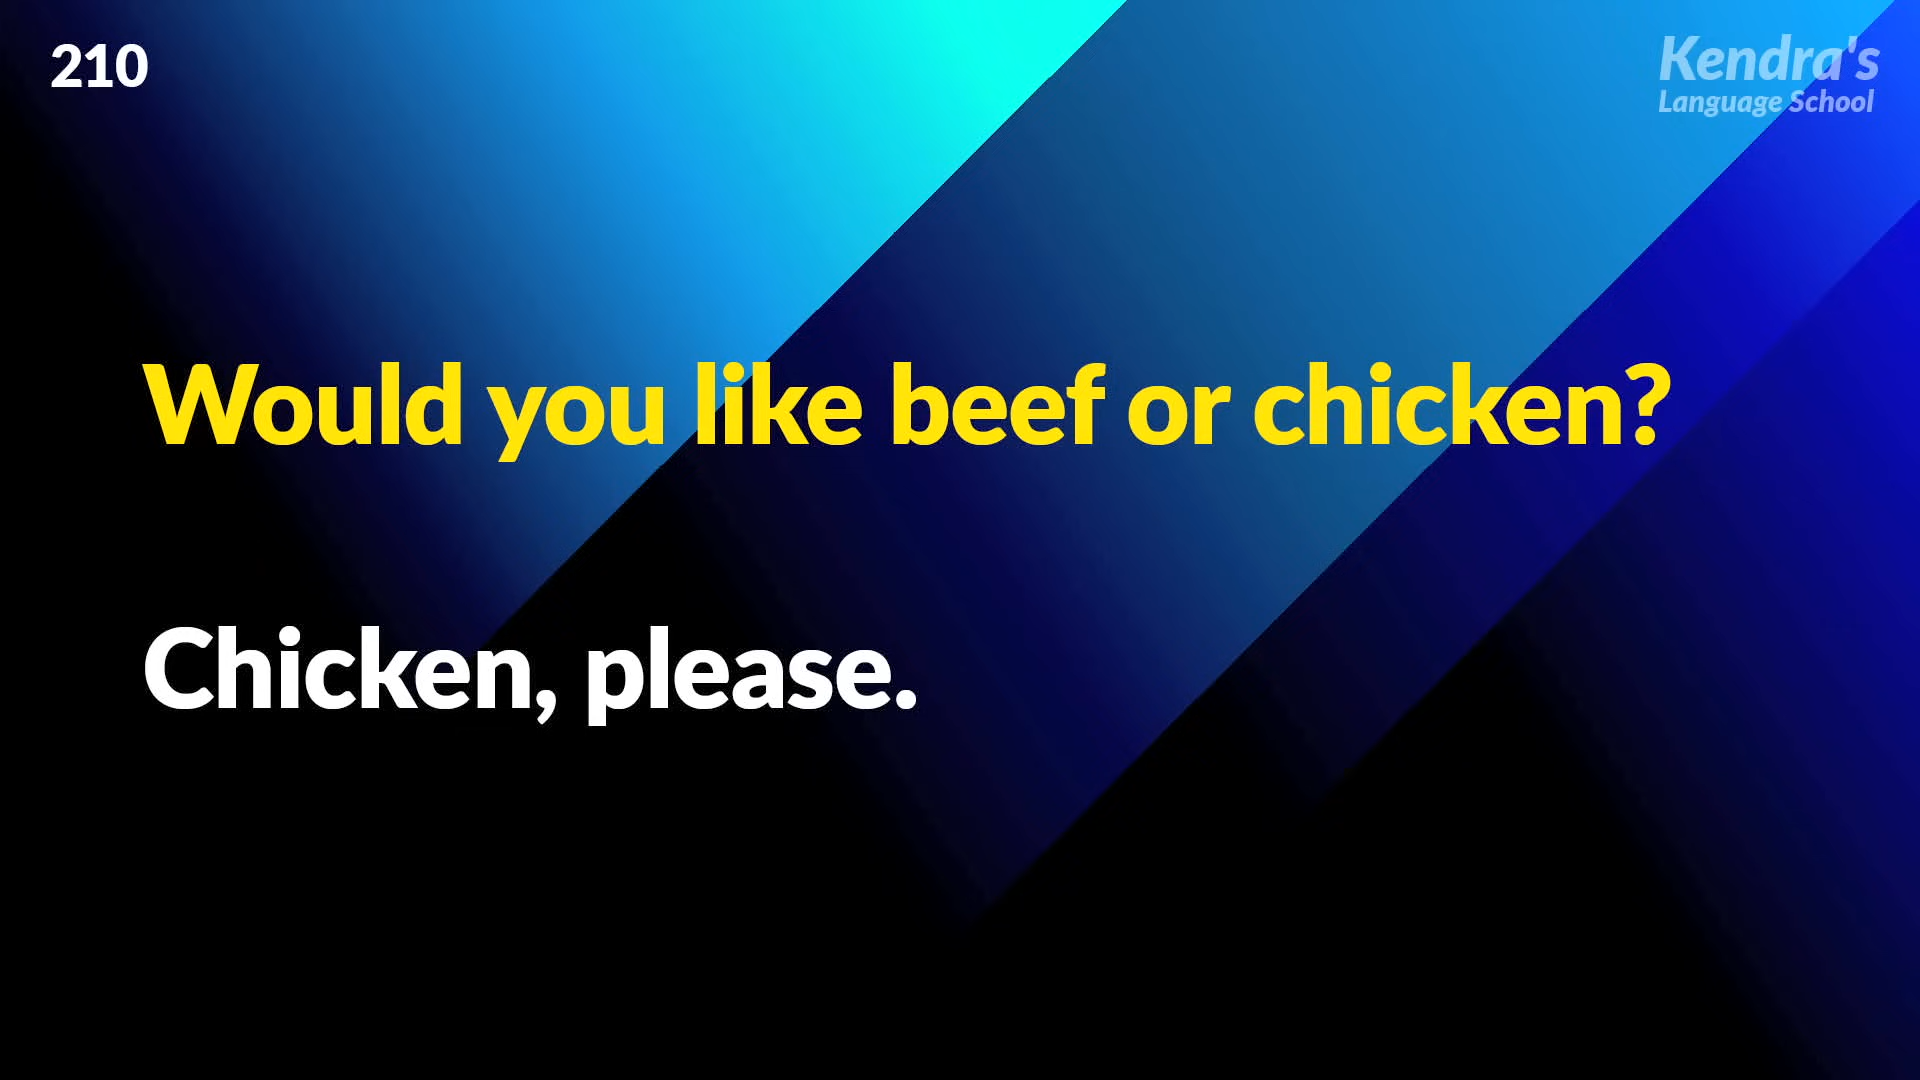 210
Kendra's
Language School
Would you like beef or chicken?
Chicken, please.